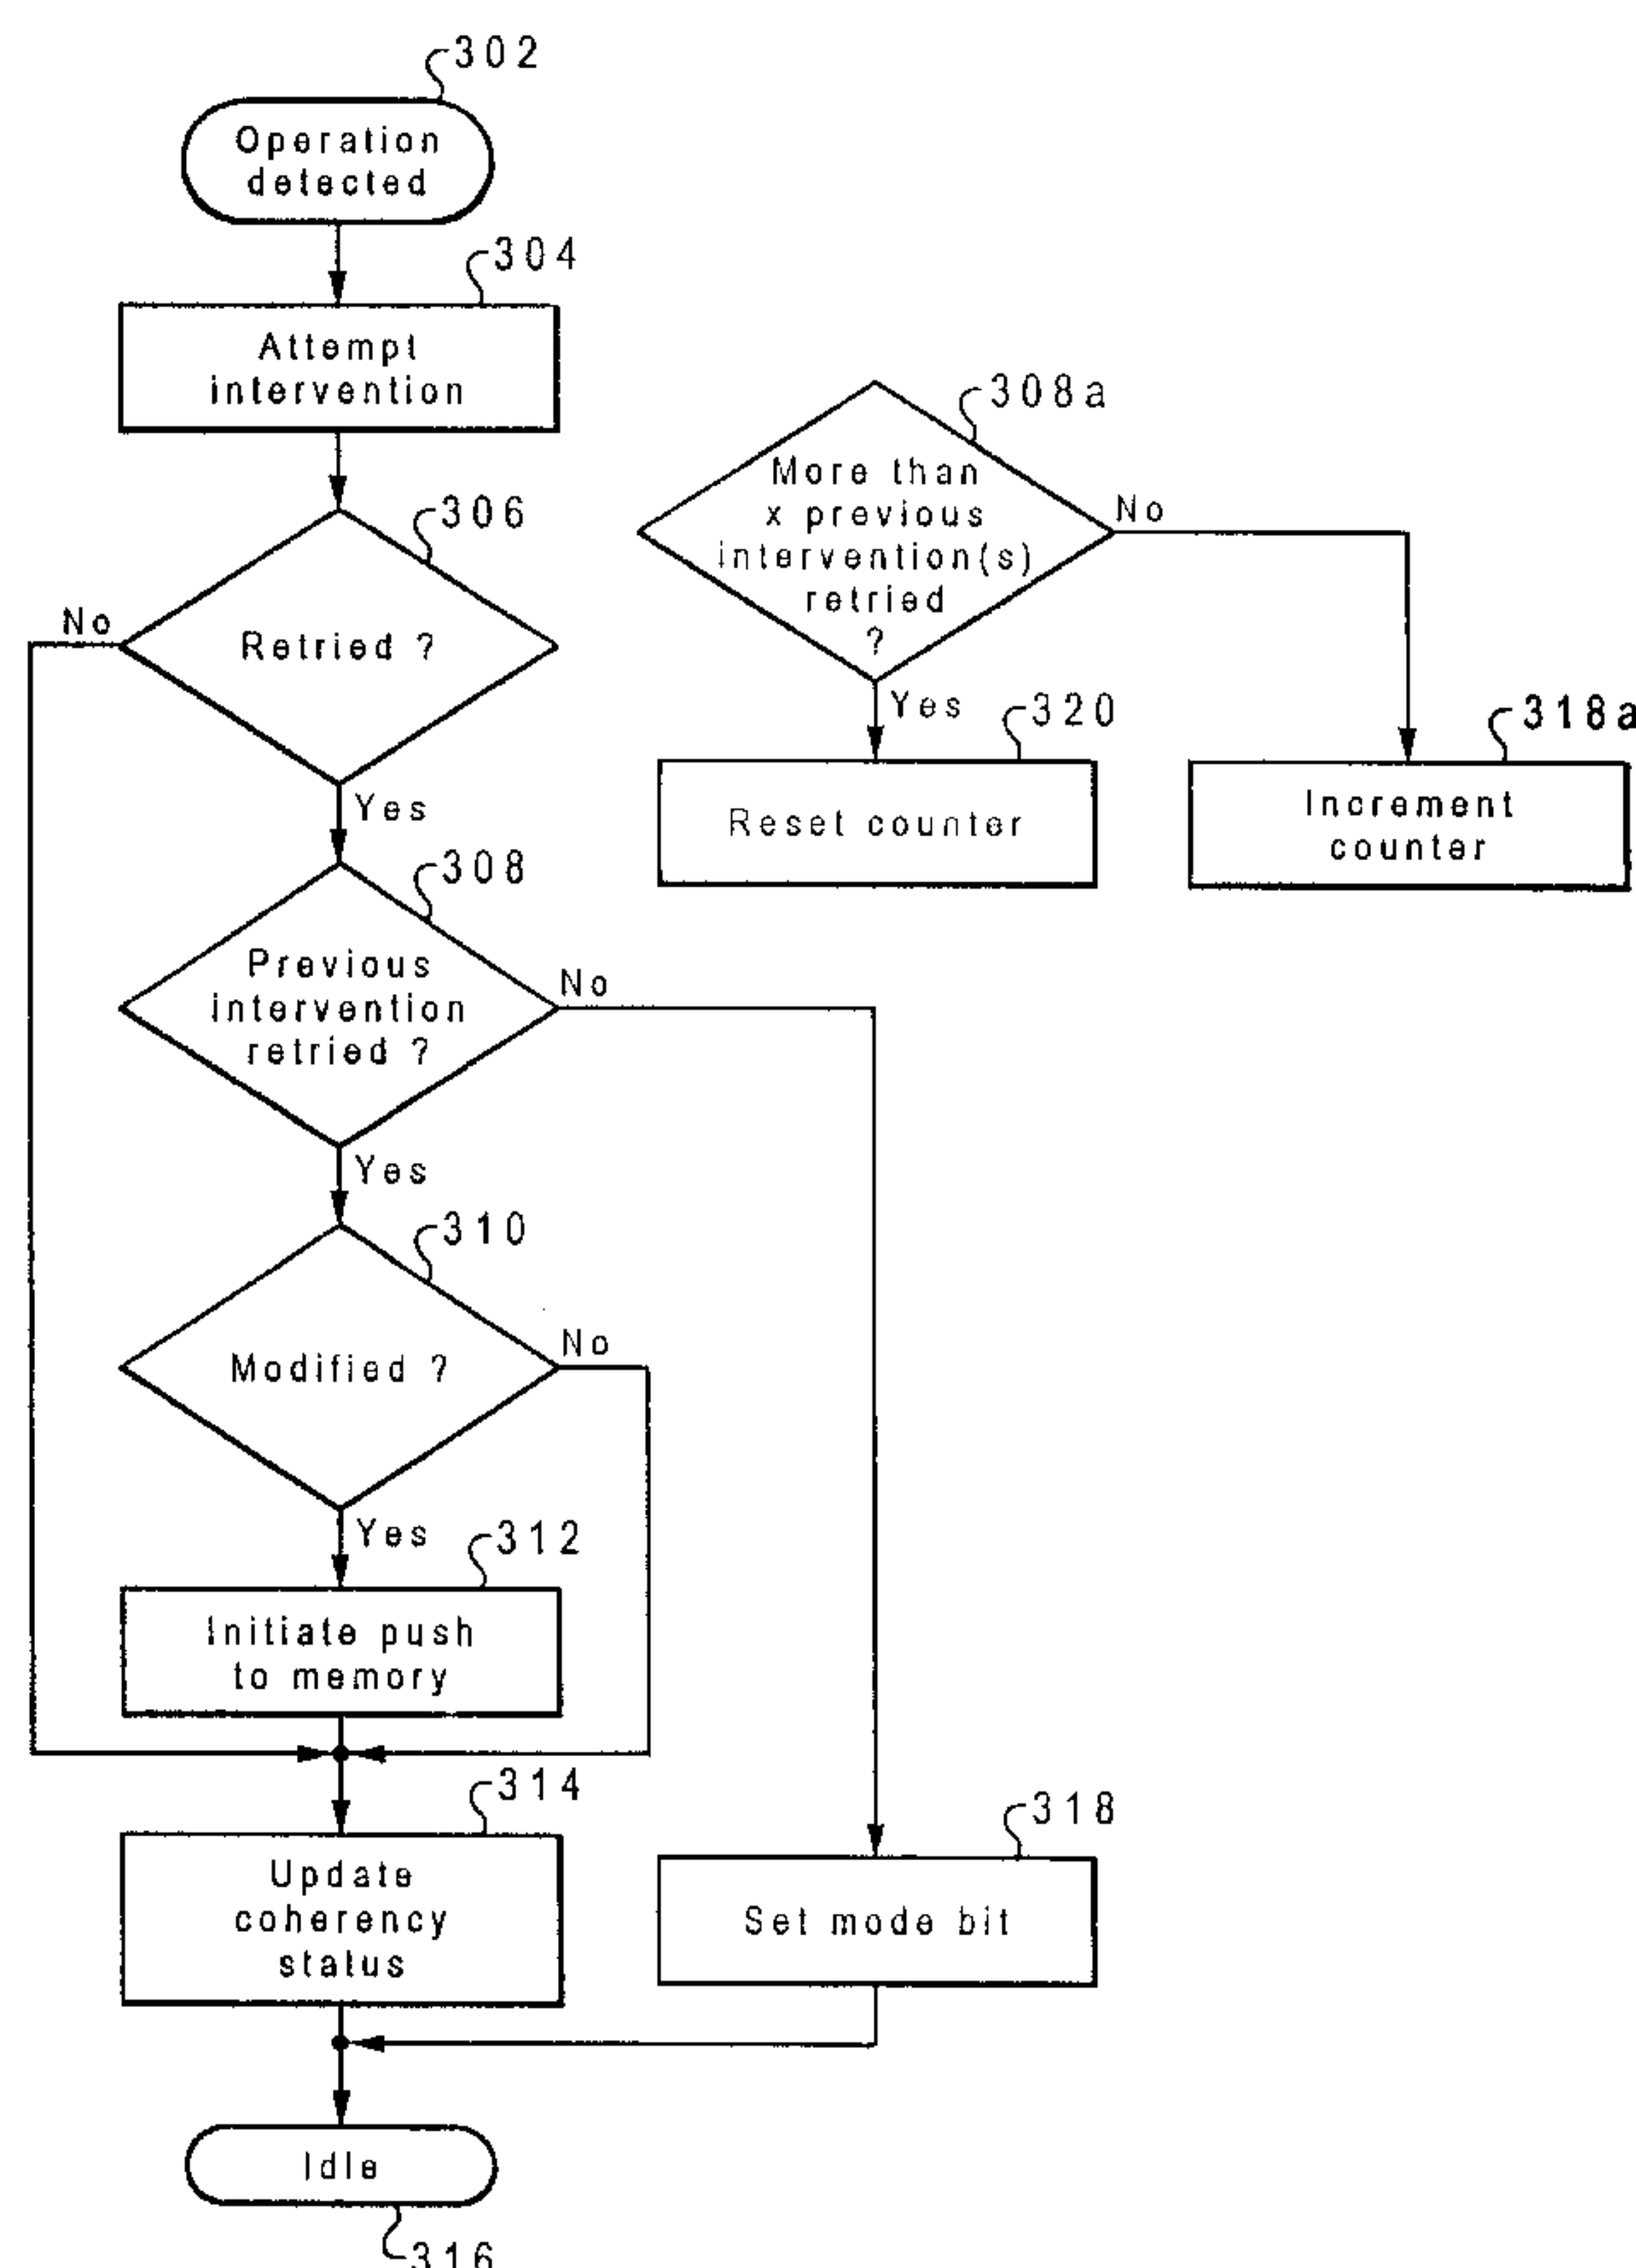 302
Operation
detected
304
Attempt
intervention
306
No
Retried ?
Yes
308
Previous
intervention
retried ?
No
Yes
310
Modified ?
No
Yes
312
Initiate push
to memory
314
Update
coherency
status
318
Set mode bit
Idle
316
308a
More than
x previous
intervention(s)
retried
?
No
Yes
320
Reset counter
318a
Increment
counter